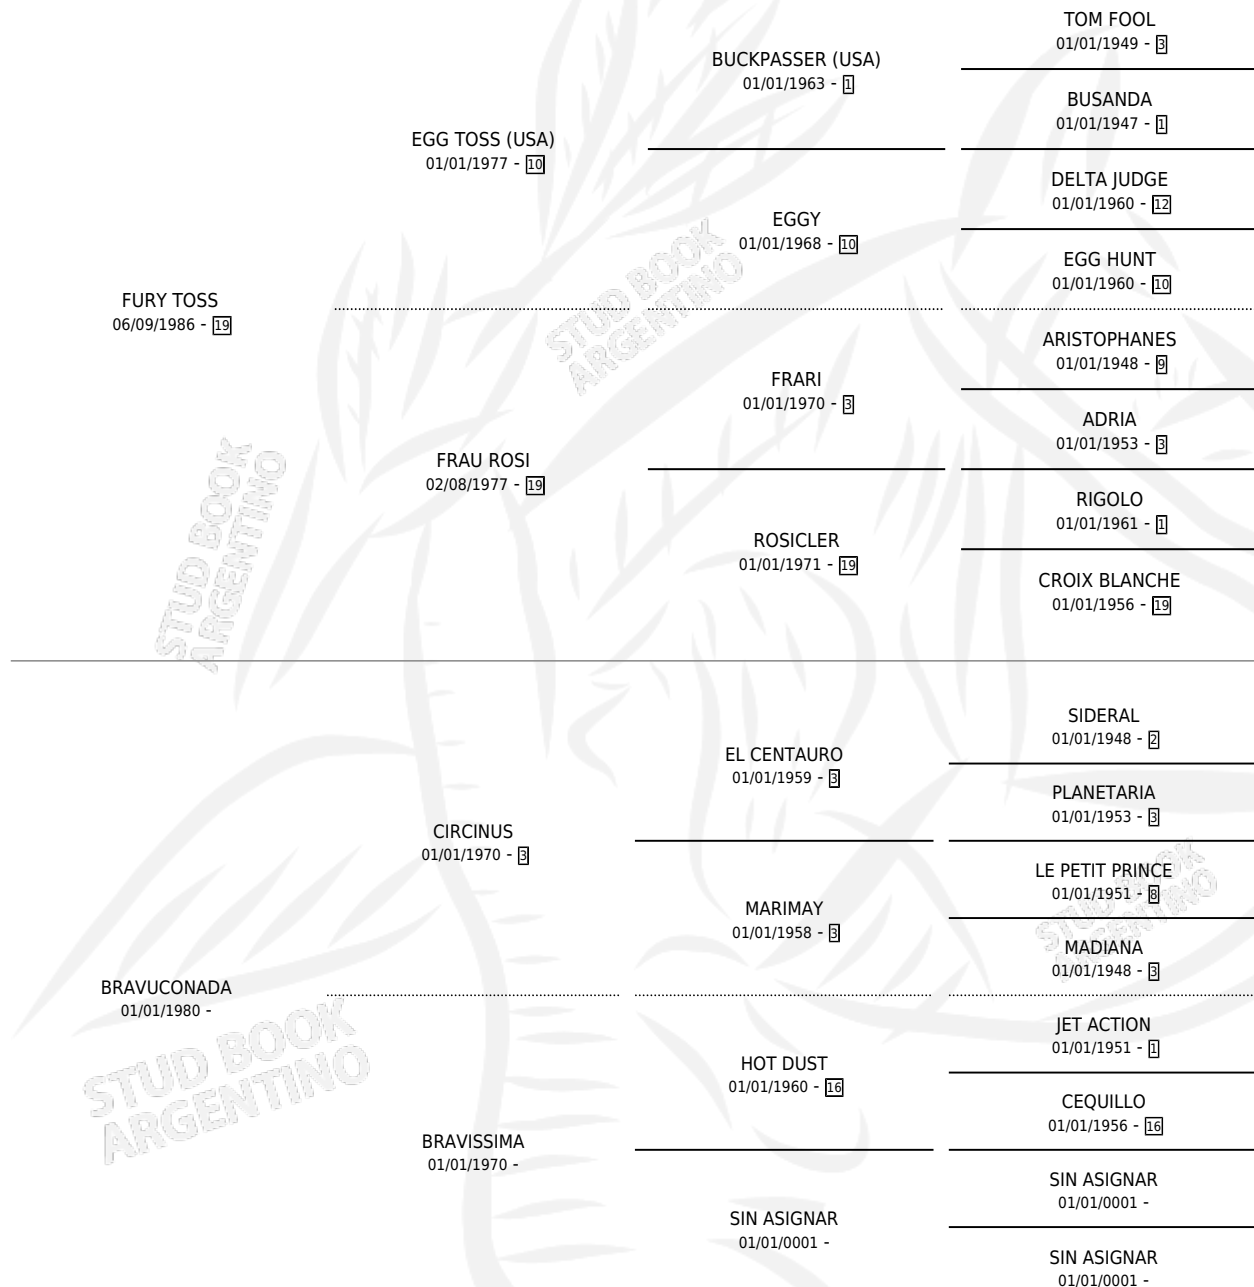 TOM FOOL
01/01/1949 - 3
BUCKPASSER (USA)
01/01/1963 - 1
BUSANDA
01/01/1947 - 1
EGG TOSS (USA)
01/01/1977 - 10
DELTA JUDGE
01/01/1960 - 12
EGGY
01/01/1968 - 10
EGG HUNT
01/01/1960 - 10
FURY TOSS
06/09/1986 - 19
ARISTOPHANES
01/01/1948 - 9
FRARI
01/01/1970 - 3
ADRIA
01/01/1953 - 3
FRAU ROSI
02/08/1977 - 19
RIGOLO
01/01/1961 - 1
ROSICLER
01/01/1971 - 19
CROIX BLANCHE
01/01/1956 - 19
SIDERAL
01/01/1948 - 2
EL CENTAURO
01/01/1959 - 3
PLANETARIA
01/01/1953 - 3
CIRCINUS
01/01/1970 - 3
LE PETIT PRINCE
01/01/1951 - 8
MARIMAY
01/01/1958 - 3
MADIANA
01/01/1948 - 3
BRAVUCONADA
01/01/1980 -
JET ACTION
01/01/1951 - 1
HOT DUST
01/01/1960 - 16
CEQUILLO
01/01/1956 - 16
BRAVISSIMA
01/01/1970 -
SIN ASIGNAR
01/01/0001 -
SIN ASIGNAR
01/01/0001 -
SIN ASIGNAR
01/01/0001 -
STUD BOOK
ARGENTINO
STUD BOOK
ARGENTINO
STUD BOOK
ARGENTINO
STUD BOOK
ARGENTINO